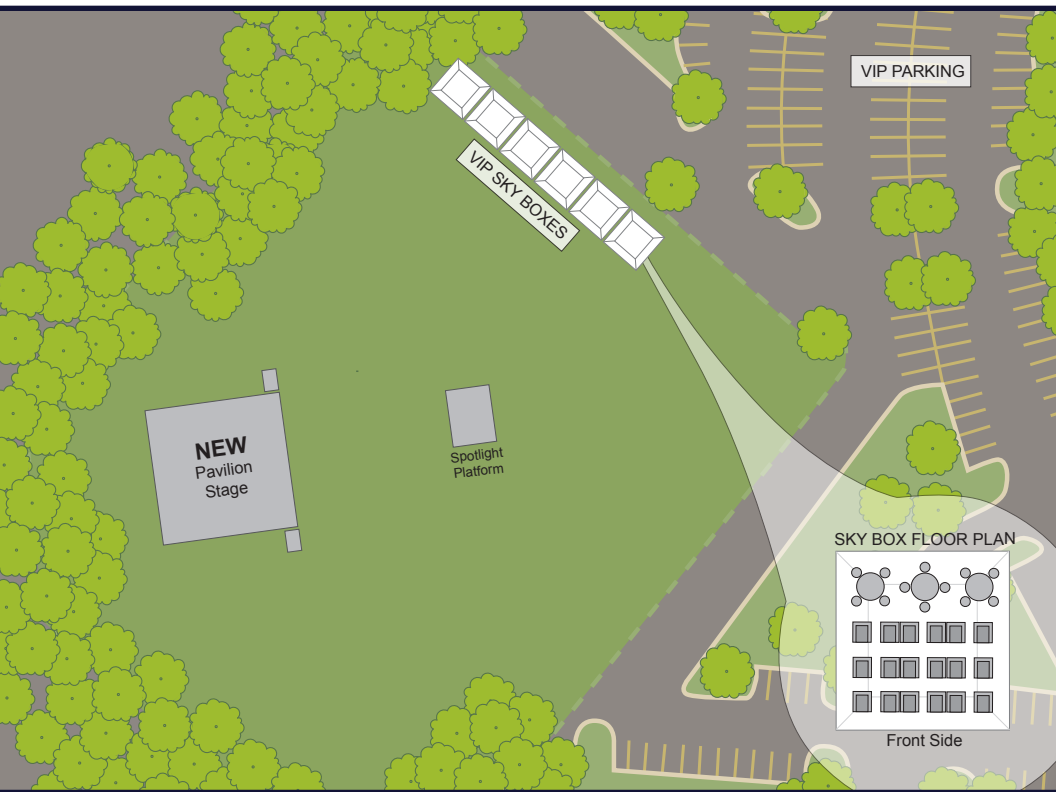 VIP PARKING
VIP SKY BOXES
NEW
Pavilion
Stage
Spotlight
Platform
SKY BOX FLOOR PLAN
Front Side